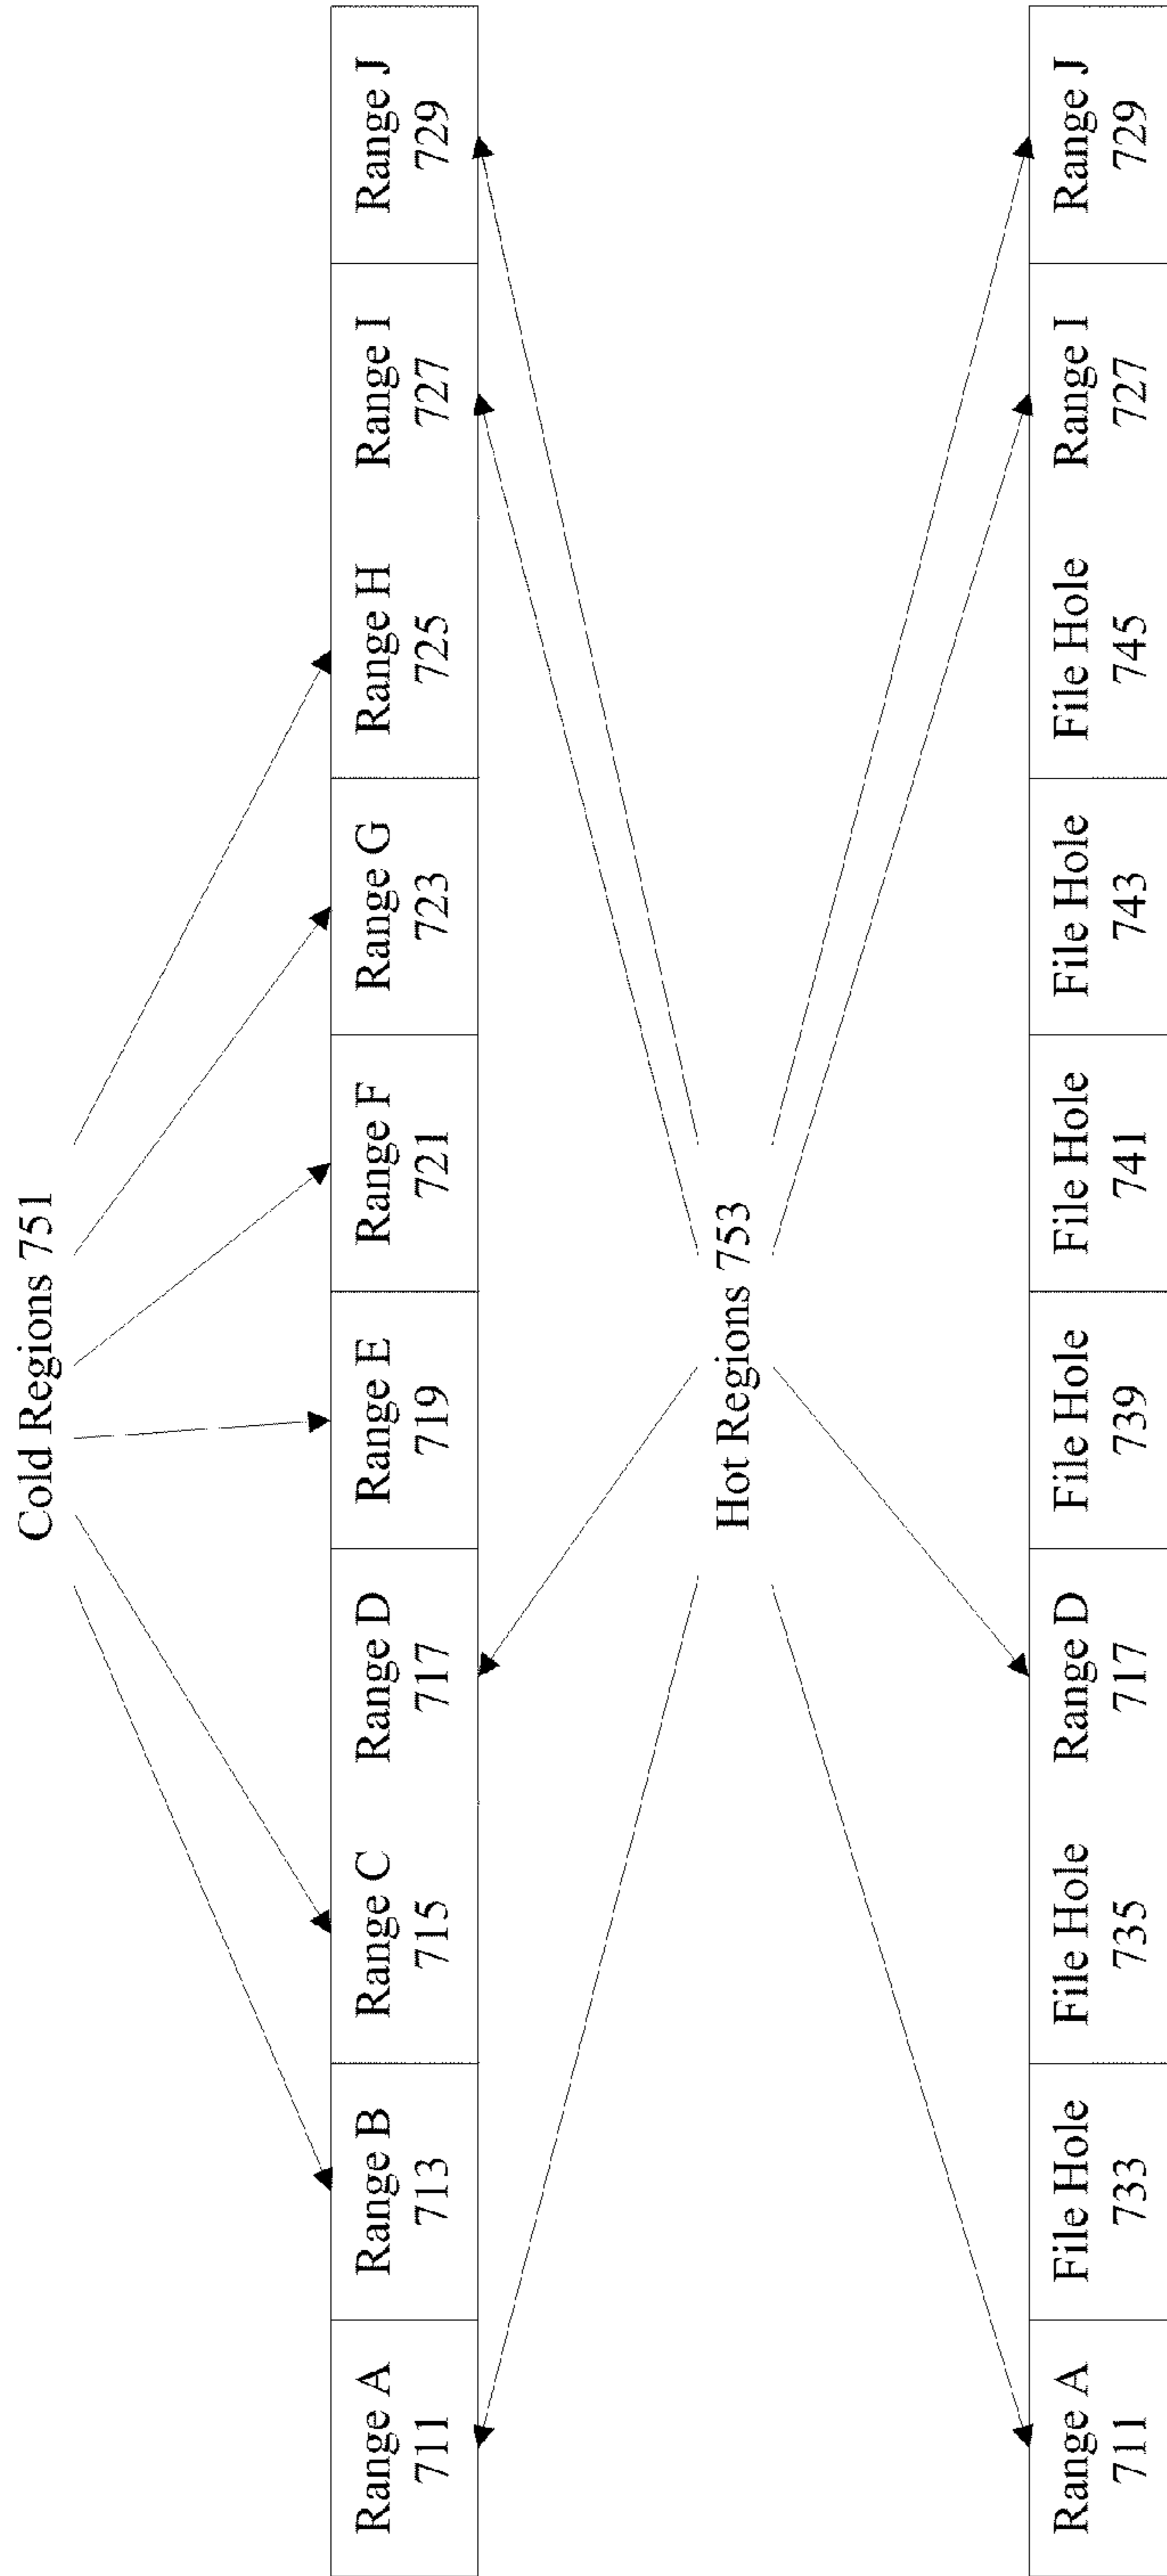 Cold Regions 751
Range A
711
Range B
713
Range C
715
Range D
717
Range E
719
Range F
721
Range G
723
Range H
725
Range I
727
Range J
729
Hot Regions 753
Range A
711
File Hole
733
File Hole
735
Range D
717
File Hole
739
File Hole
741
File Hole
743
File Hole
745
Range I
727
Range J
729